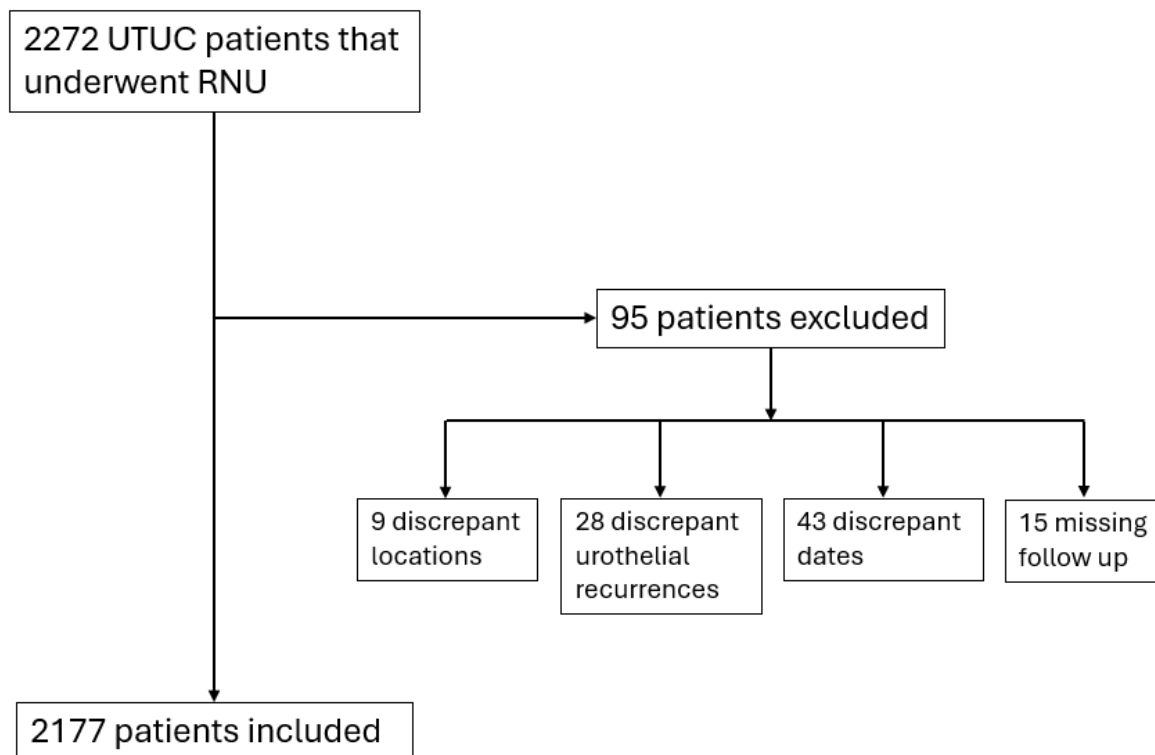 2272 UTUC patients that
underwent RNU
95 patients excluded
9 discrepant
locations
28 discrepant
urothelial
recurrences
43 discrepant
dates
15 missing
follow up
2177 patients included